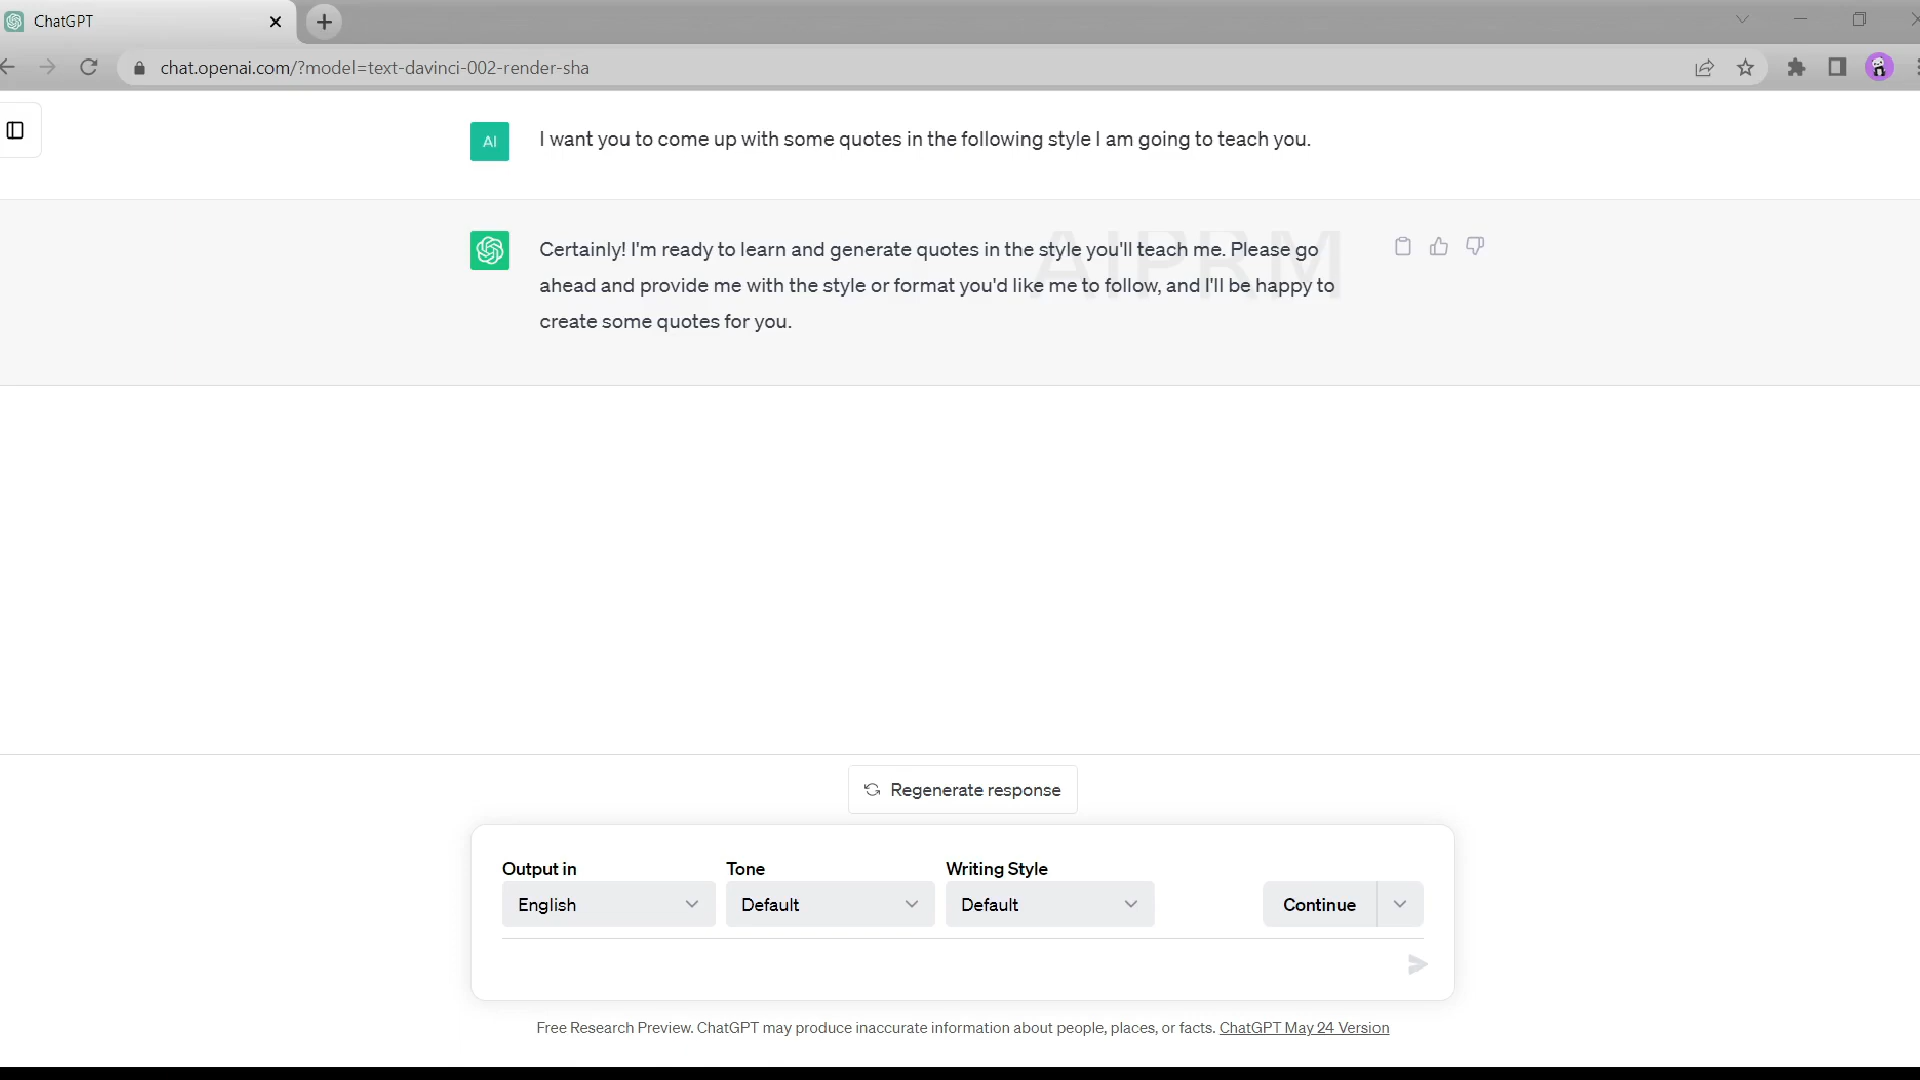 ChatGPT
chat.openai.com/?model=text-davinci-002-render-sha
AI
I want you to come up with some quotes in the following style I am going to teach you.
AIPRM
Certainly! I'm ready to learn and generate quotes in the style you'll teach me. Please go
ahead and provide me with the style or format you'd like me to follow, and I'll be happy to
create some quotes for you.
Regenerate response
Output in Tone Writing Style
English Default Default Continue
Free Research Preview. ChatGPT may produce inaccurate information about people, places, or facts. ChatGPT May 24 Version